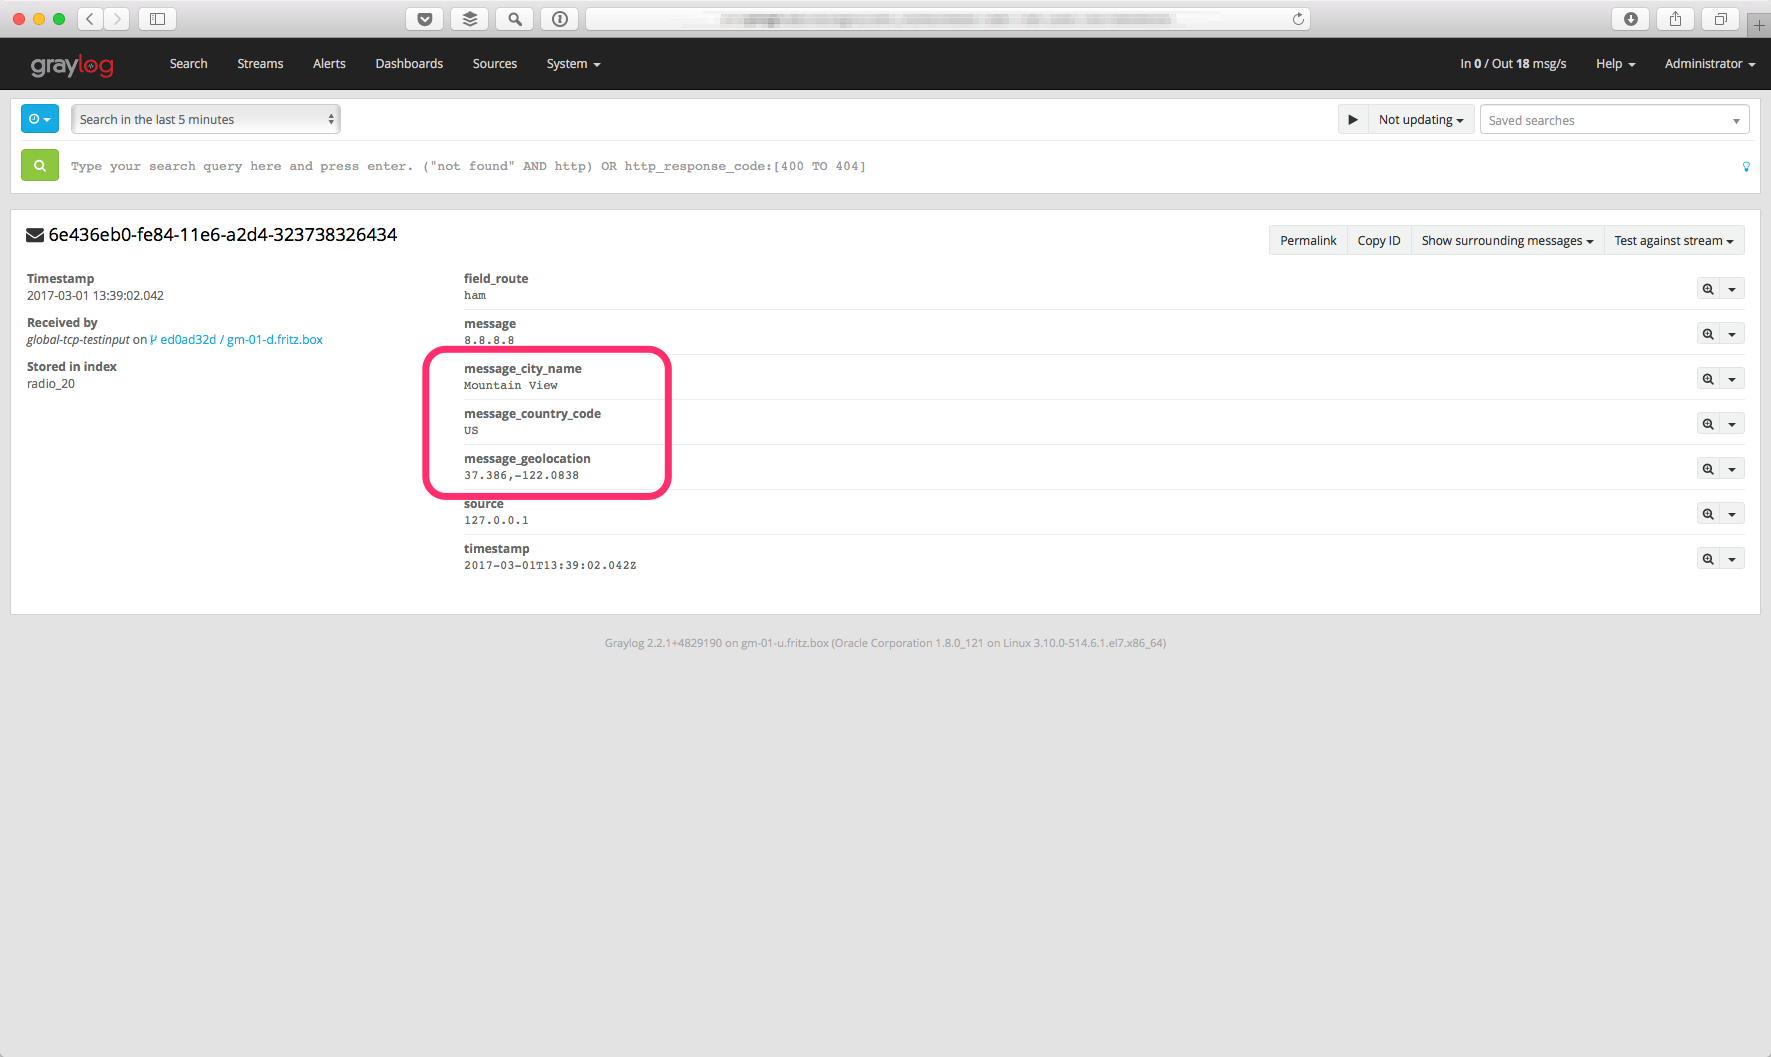 graylog Search Streams Alerts Dashboards Sources System In 0 / Out 18 msg/s Help Administrator
Search in the last 5 minutes Not updating Saved searches
Type your search query here and press enter. ("not found" AND http) OR http_response_code:[400 TO 404]
6e436eb0-fe84-11e6-a2d4-323738326434
Permalink Copy ID Show surrounding messages Test against stream
Timestamp
2017-03-01 13:39:02.042
Received by
global-tcp-testinput on ed0ad32d / gm-01-d.fritz.box
Stored in index
radio_20
field_route
ham
message
8.8.8.8
message_city_name
Mountain View
message_country_code
US
message_geolocation
37.386,-122.0838
source
127.0.0.1
timestamp
2017-03-01T13:39:02.042Z
Graylog 2.2.1+4829190 on gm-01-u.fritz.box (Oracle Corporation 1.8.0_121 on Linux 3.10.0-514.6.1.el7.x86_64)